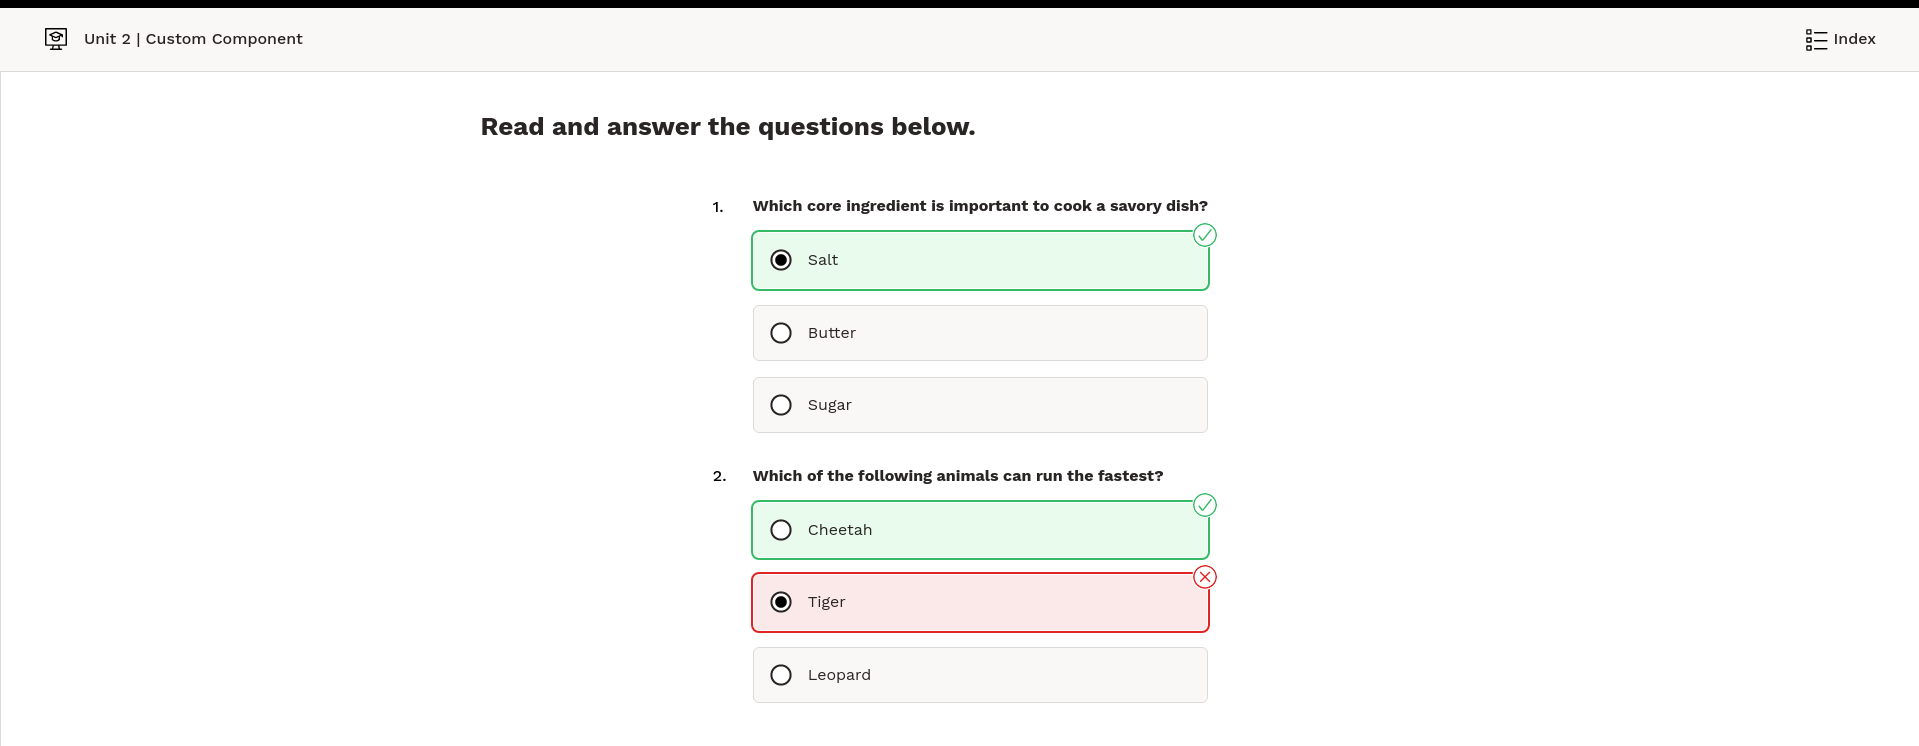 Unit 2 | Custom Component
Index
Read and answer the questions below.
1. Which core ingredient is important to cook a savory dish?
Salt
Butter
Sugar
2. Which of the following animals can run the fastest?
Cheetah
Tiger
Leopard